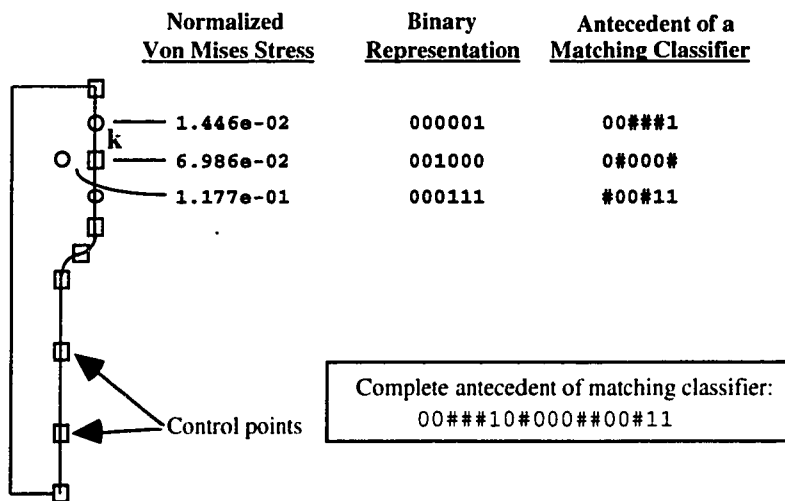 Normalized Von Mises Stress
Binary Representation
Antecedent of a Matching Classifier
1.446e-02 000001 00###1
k
6.986e-02 001000 0#000#
1.177e-01 000111 #00#11
Control points
Complete antecedent of matching classifier:
00###10#000##00#11